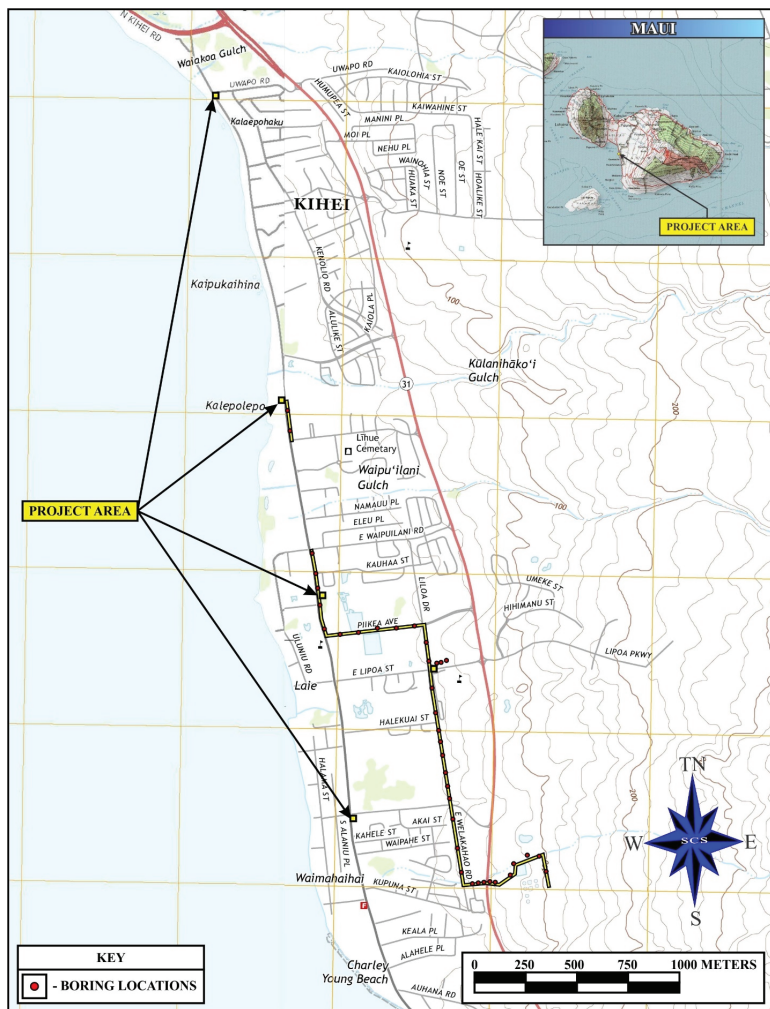 MAUI
PROJECT AREA
N KIHEI RD
Waiakoa Gulch
UWAPO RD
UWAPO RD
KAIOLOHIA ST
HUMUPEA ST
KAIWAHINE ST
Kalaepohaku
MANINI PL
MOI PL
NEHU PL
WAINOHIA ST
HUAKA ST
NOE ST
OE ST
HALE KAI ST
HOALIKE ST
KIHEI
KENOLIO RD
ALULIKE ST
KAIOLA PL
Kaipukaihina
100
31
Kūlanihāko‘i
Gulch
200
Kalepolepo
Līhue
Cemetary
Waipu‘ilani
Gulch
PROJECT AREA
100
NAMAUU PL
ELEU PL
E WAIPUILANI RD
KAUHAA ST
LILOA DR
UMEKE ST
HIHIMANU ST
PIIKEA AVE
LIPOA PKWY
ULUNIU RD
E LIPOA ST
Laie
HALEKUAI ST
HALAMA ST
200
S ALANIU PL
AKAI ST
KAHELE ST
WAIPAHE ST
E WELAKAHAO RD
TN
W
SCS
E
S
Waimahaihai
KUPUNA ST
KEALA PL
ALAHELE PL
Charley
Young Beach
AUHANA RD
KEY
- BORING LOCATIONS
0 250 500 750 1000 METERS